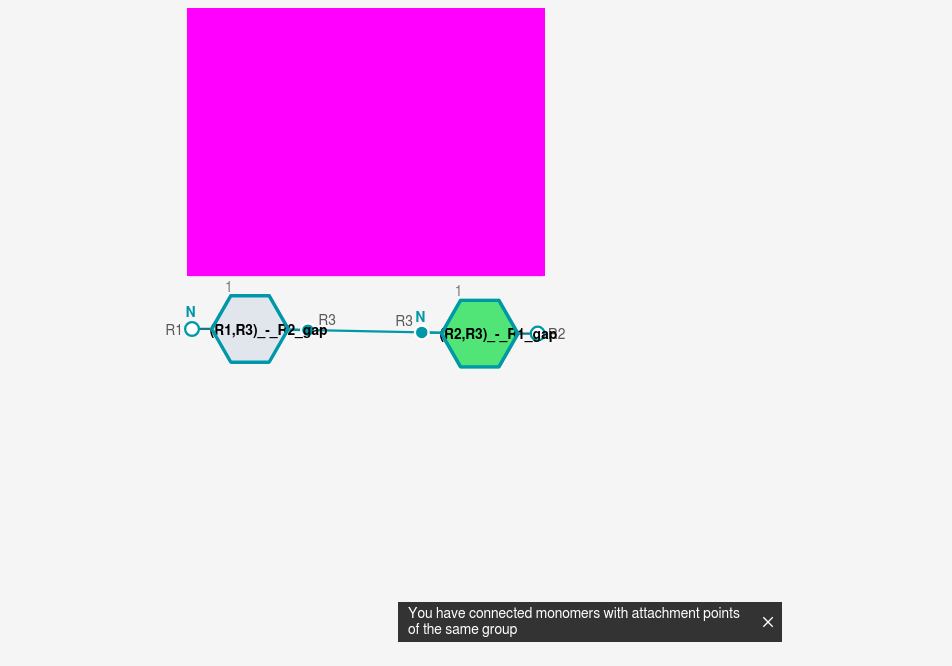 1
1
N
R1
(R1,R3)_-_R2_gap
R3
R3
N
(R2,R3)_-_R1_gap
R2
You have connected monomers with attachment points
of the same group